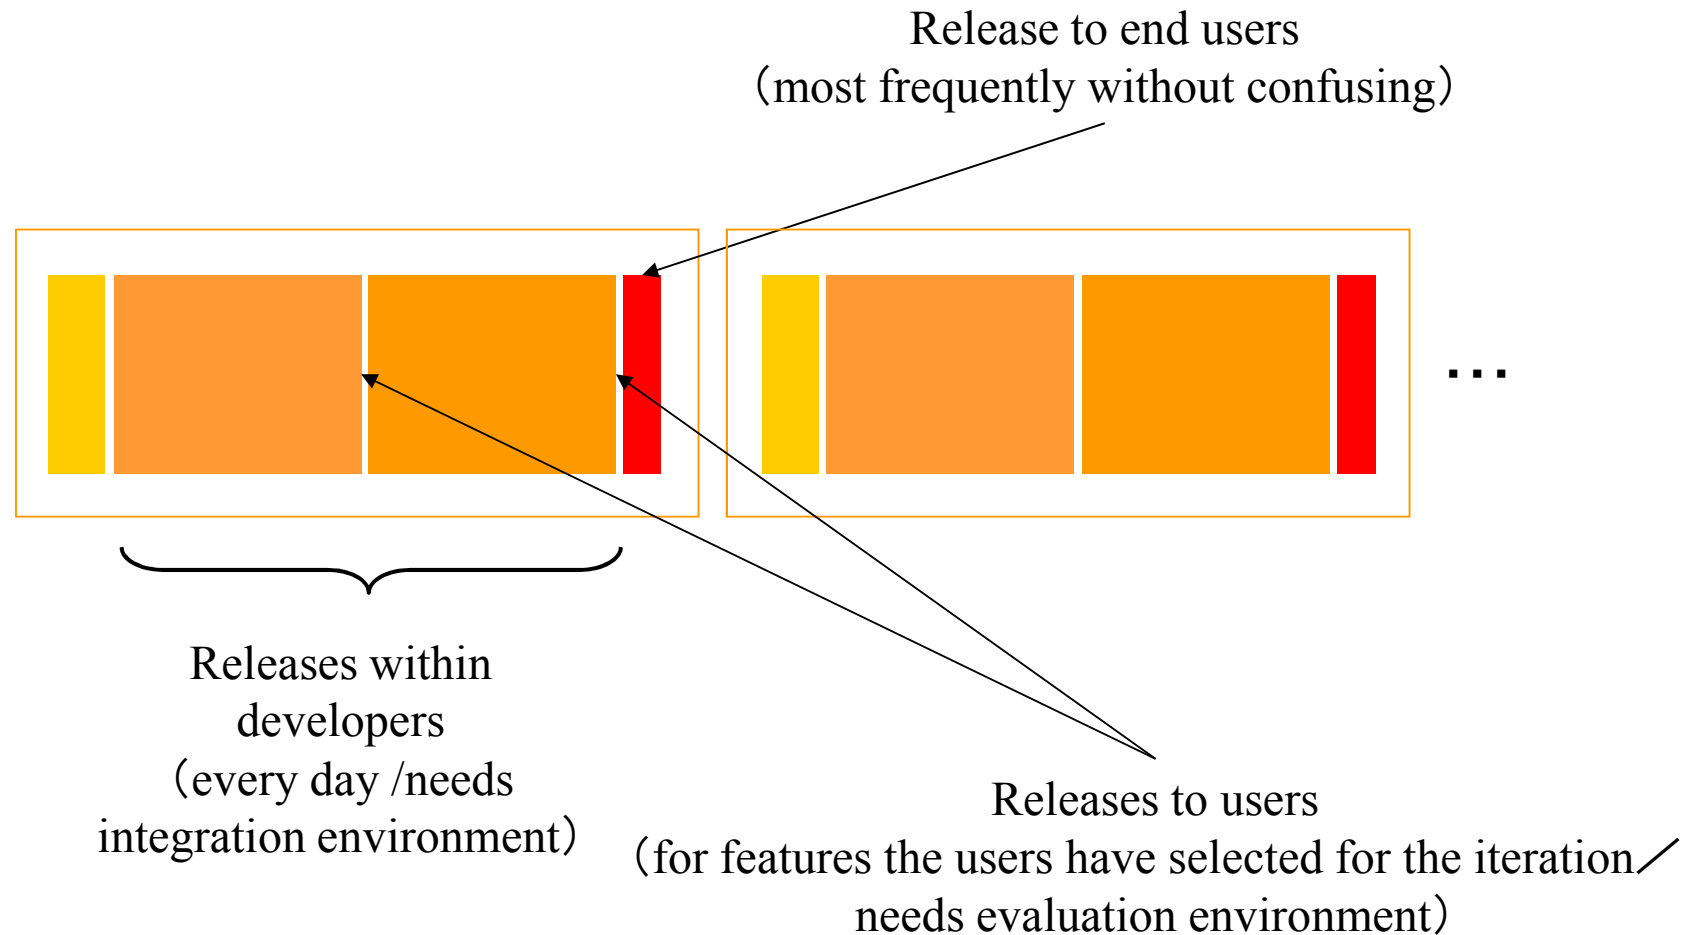 Release to end users
（most frequently without confusing）
...
Releases within
developers
（every day /needs
integration environment）
Releases to users
（for features the users have selected for the iteration／
needs evaluation environment）